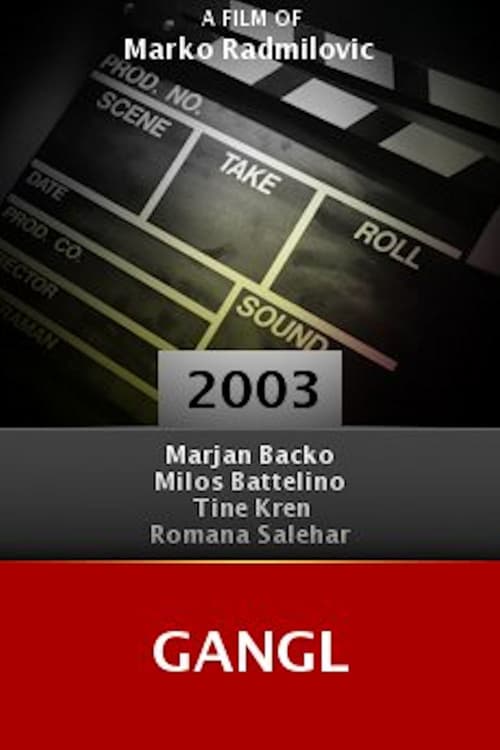 A FILM OF
Marko Radmilovic
PROD. NO.
SCENE
TAKE
ROLL
DATE
PROD. CO.
SOUND
2003
Marjan Backo
Milos Battelino
Tine Kren
Romana Salehar
GANGL